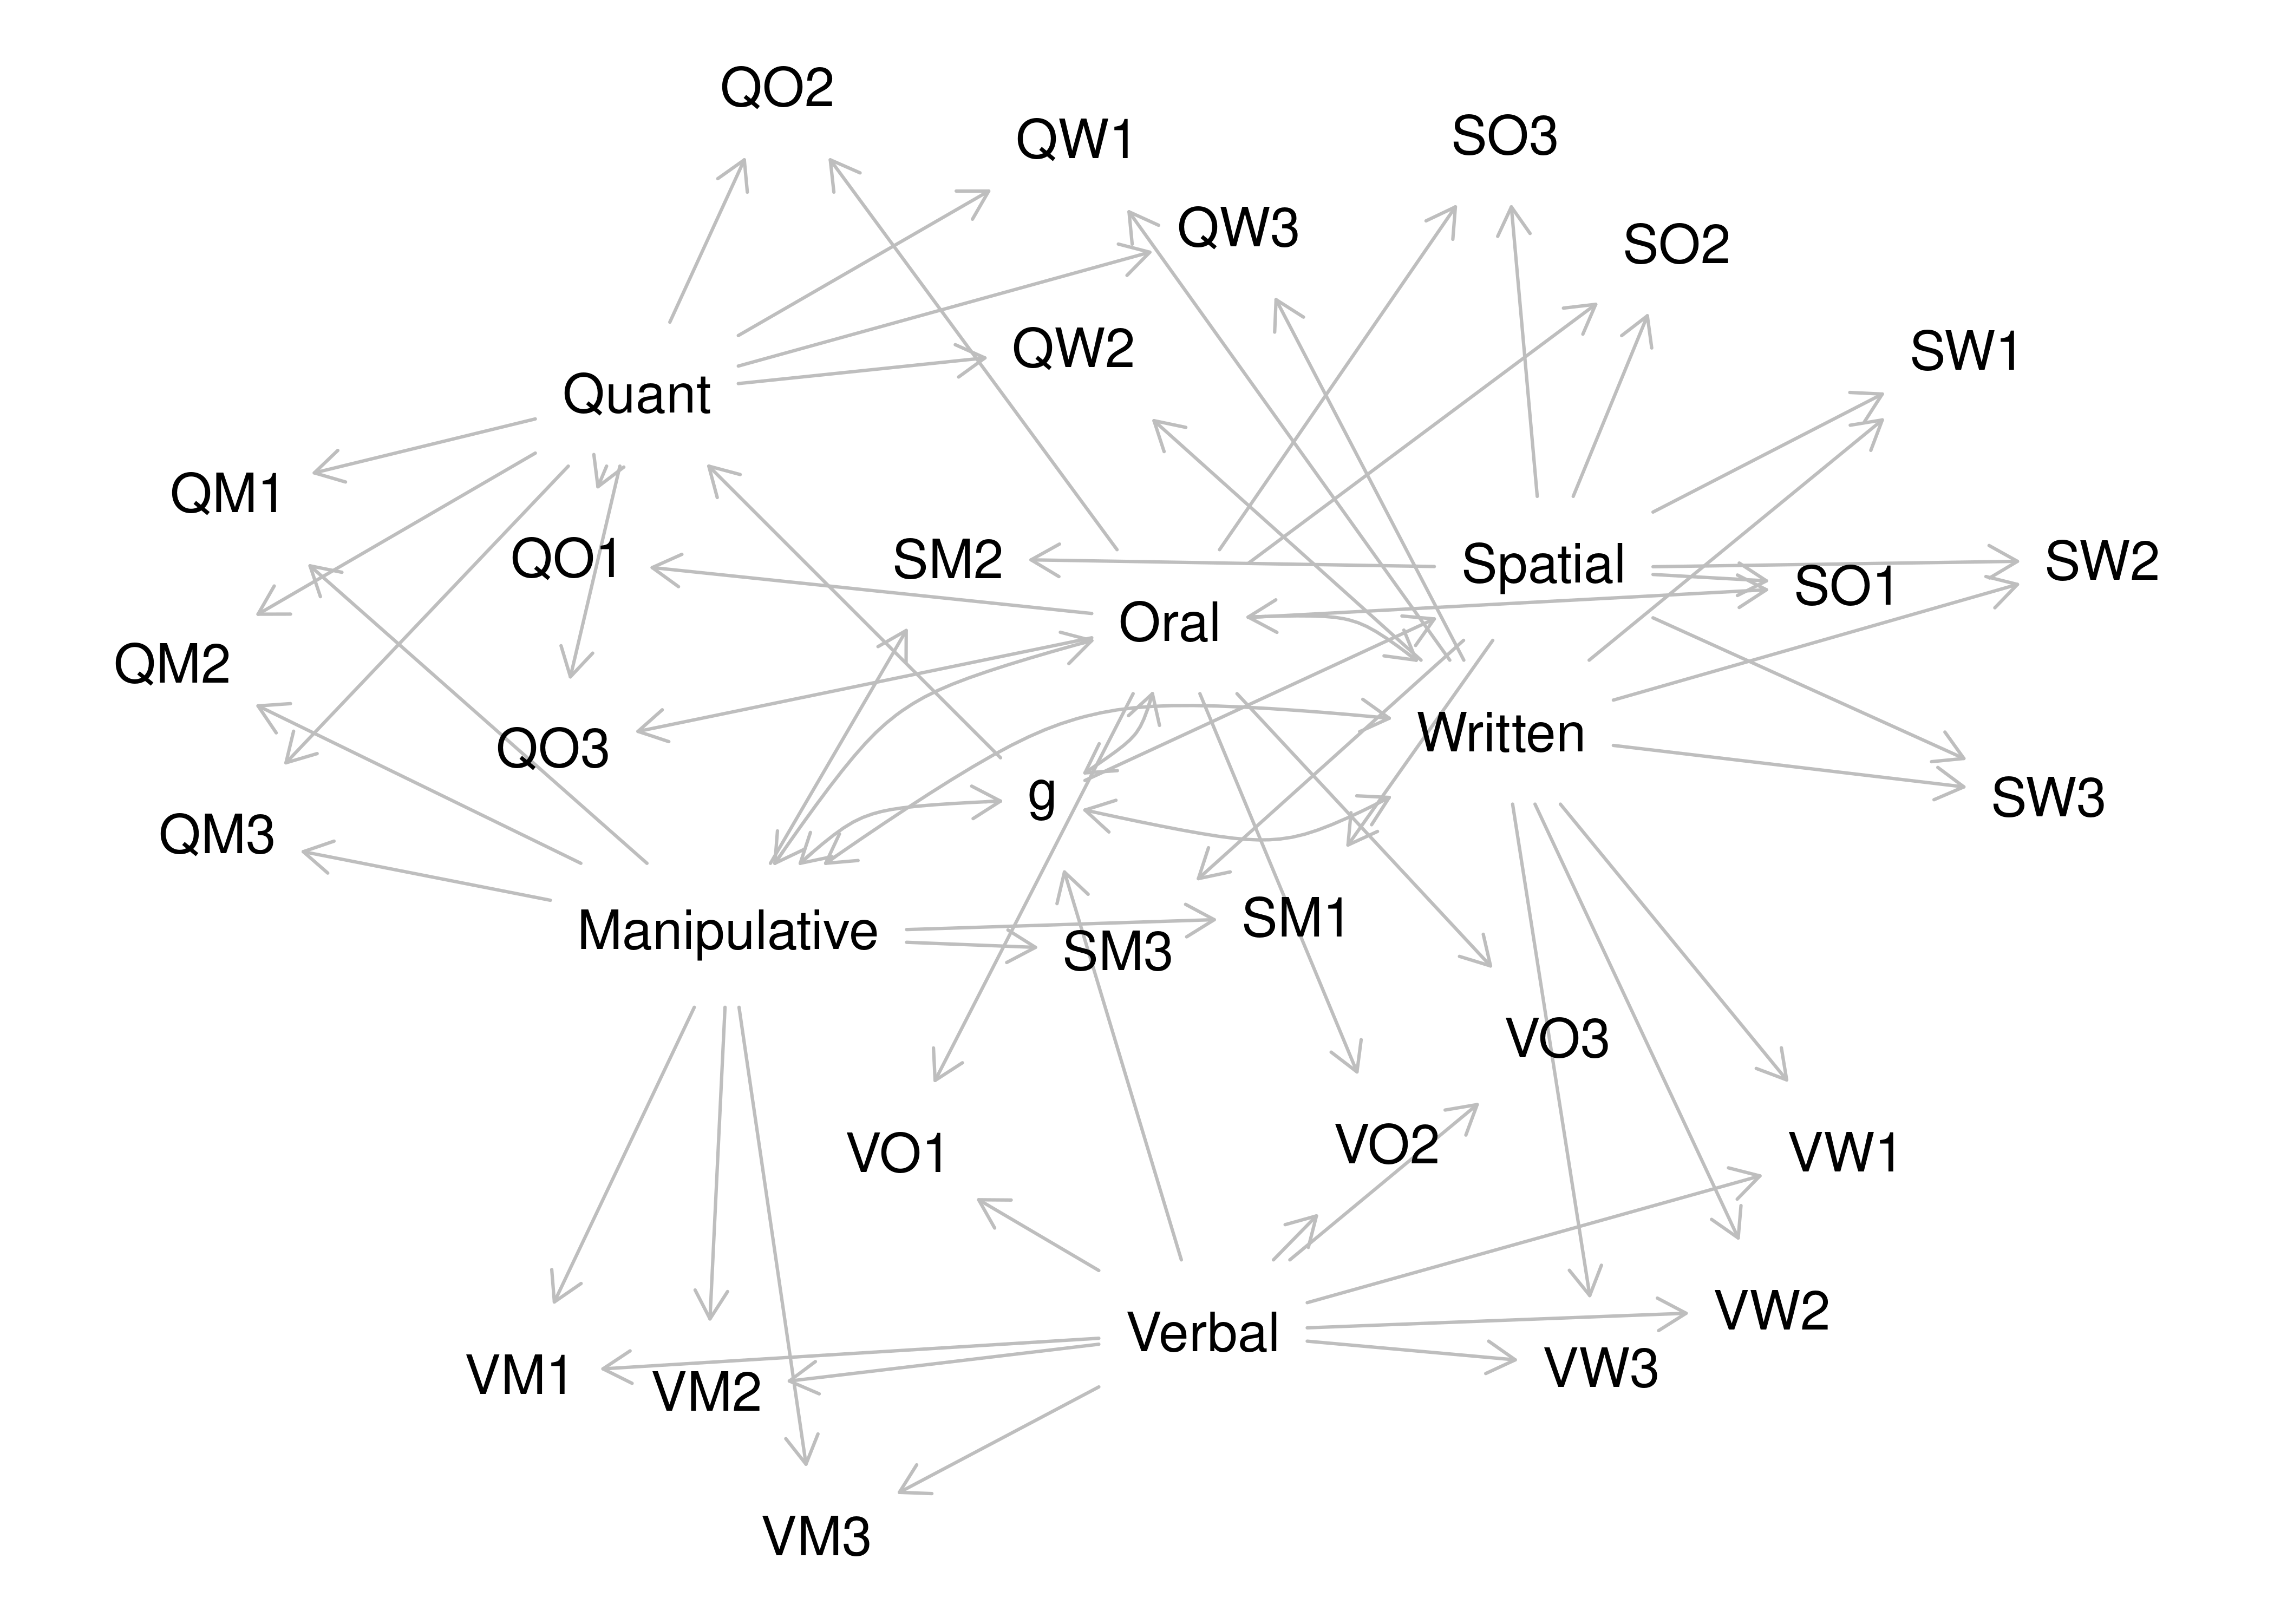 QO2
QW1
SO3
QW3
SO2
QW2
SW1
Quant
QM1
QO1
SM2
Spatial
SW2
SO1
Oral
QM2
QO3
Written
g
SW3
QM3
Manipulative
SM1
SM3
VO3
VO1
VO2
VW1
Verbal
VW2
VM1
VM2
VW3
VM3